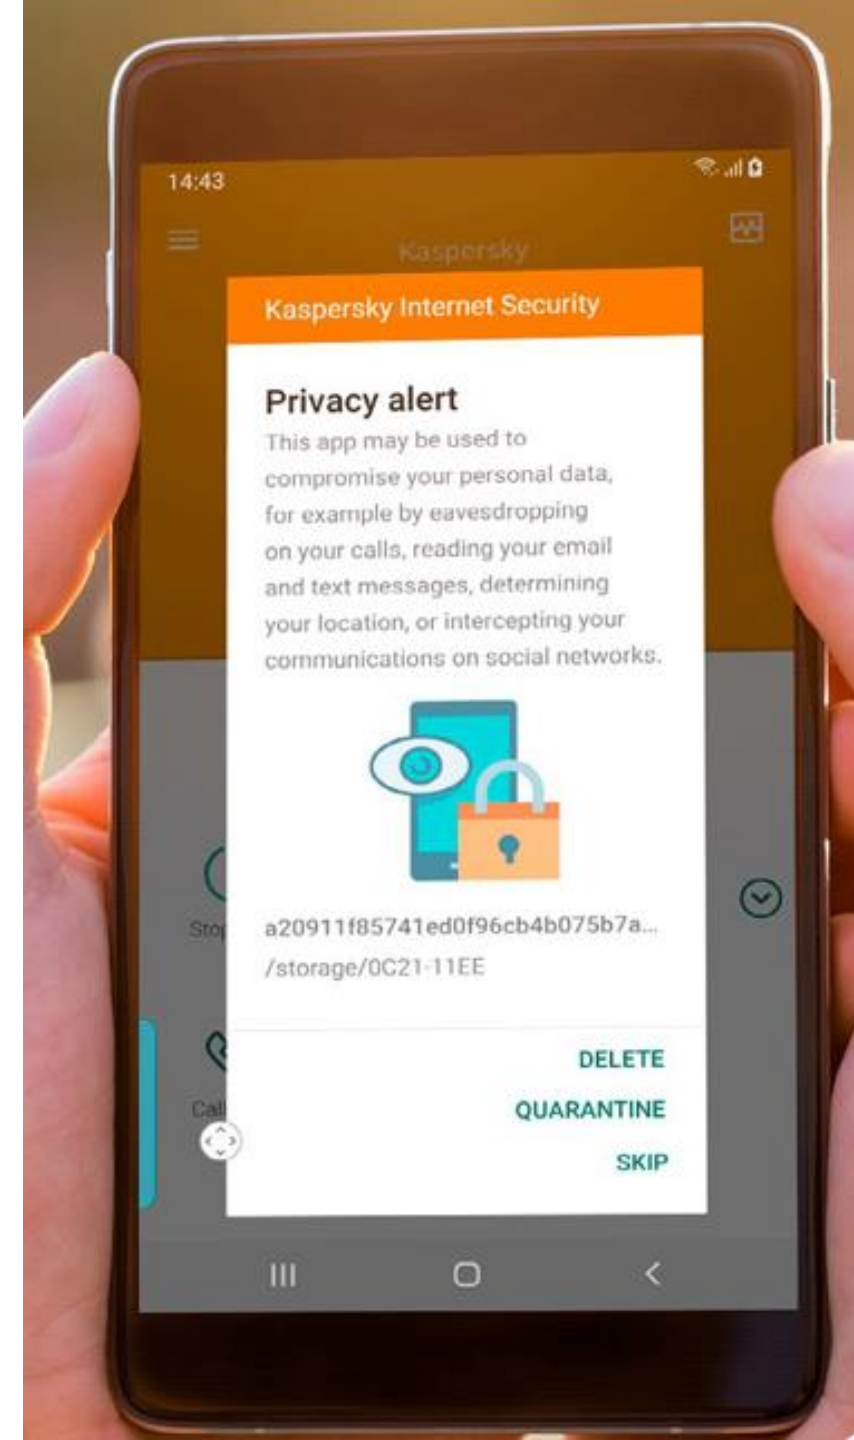 14:43
Kaspersky
Kaspersky Internet Security
Privacy alert
This app may be used to
compromise your personal data,
for example by eavesdropping
on your calls, reading your email
and text messages, determining
your location, or intercepting your
communications on social networks.
Stop
a20911f85741ed0f96cb4b075b7a...
/storage/0C21-11EE
DELETE
Call
QUARANTINE
SKIP